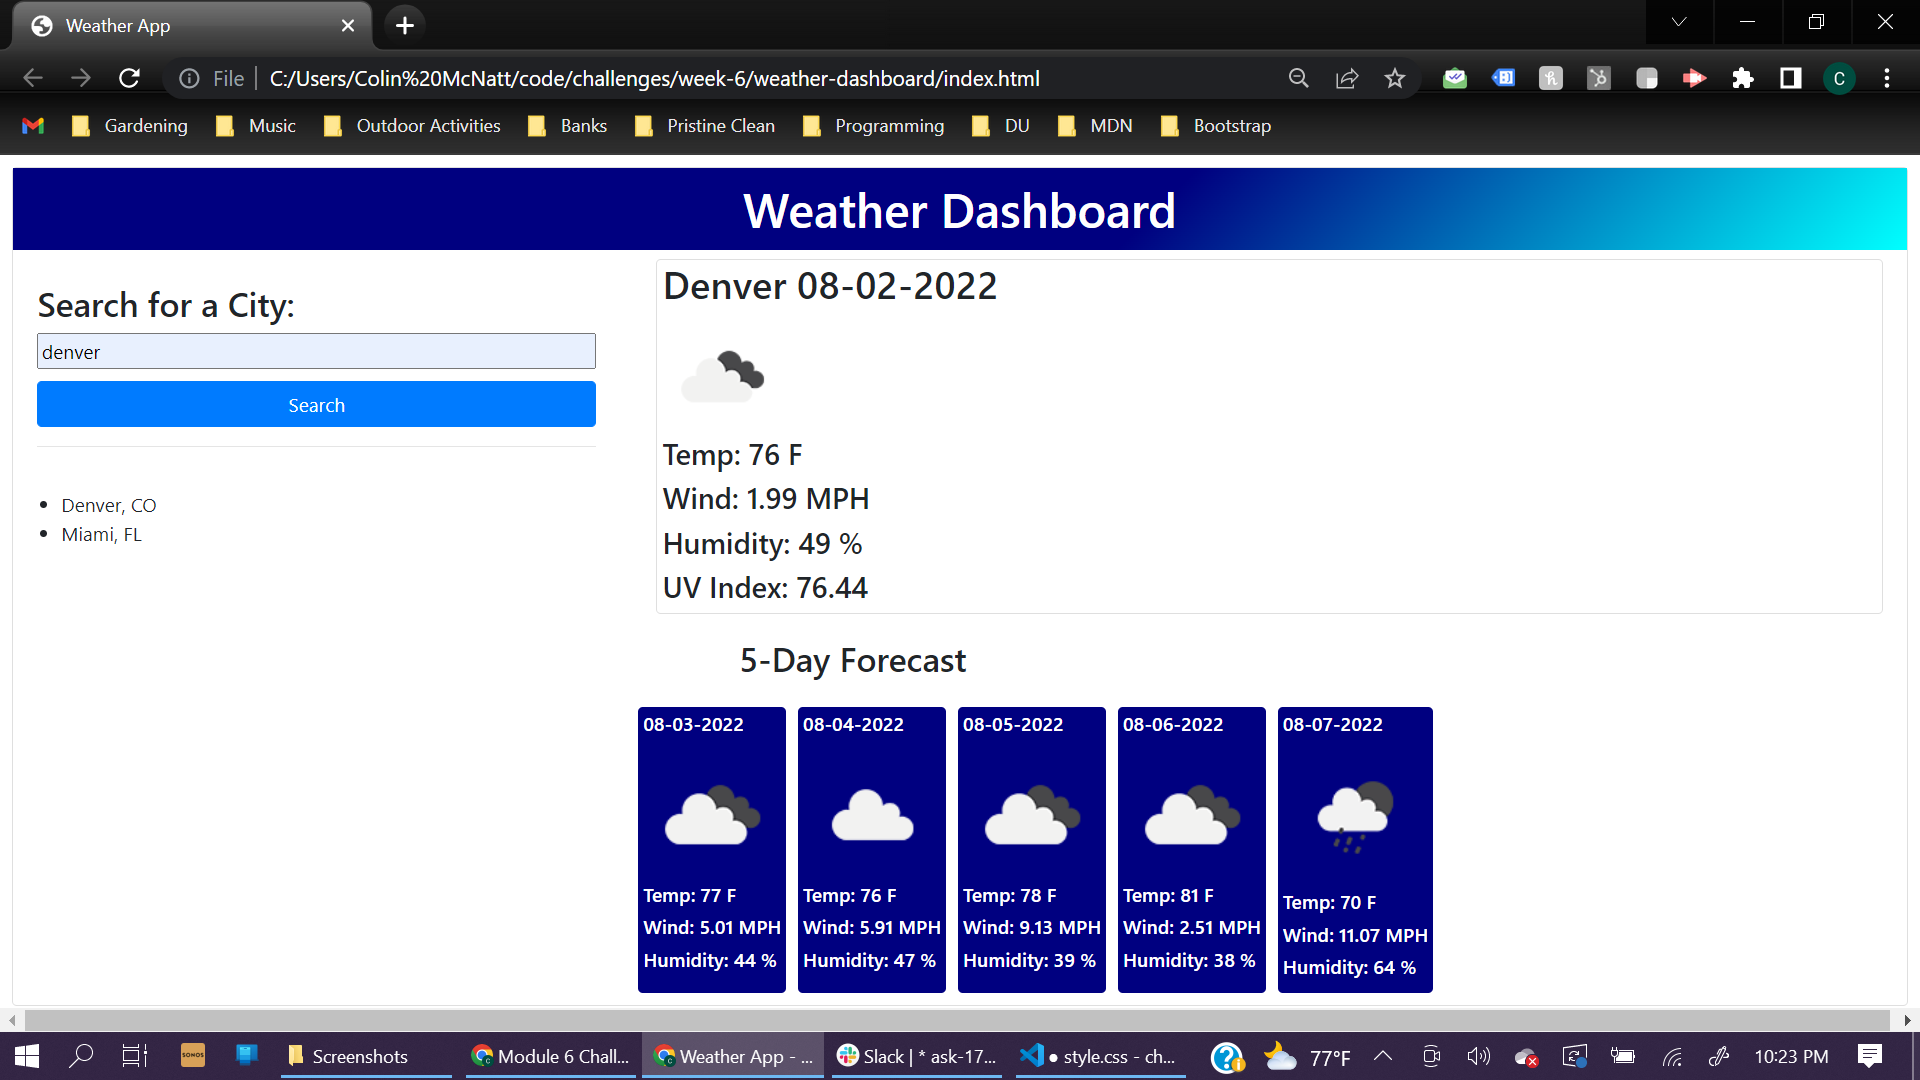 Weather App
File
C:/Users/Colin%20McNatt/code/challenges/week-6/weather-dashboard/index.html
C
Gardening Music Outdoor Activities Banks Pristine Clean Programming DU MDN Bootstrap
Weather Dashboard
Search for a City:
denver
Search
Denver, CO
Miami, FL
Denver 08-02-2022
Temp: 76 F
Wind: 1.99 MPH
Humidity: 49 %
UV Index: 76.44
5-Day Forecast
08-03-2022
Temp: 77 F
Wind: 5.01 MPH
Humidity: 44 %
08-04-2022
Temp: 76 F
Wind: 5.91 MPH
Humidity: 47 %
08-05-2022
Temp: 78 F
Wind: 9.13 MPH
Humidity: 39 %
08-06-2022
Temp: 81 F
Wind: 2.51 MPH
Humidity: 38 %
08-07-2022
Temp: 70 F
Wind: 11.07 MPH
Humidity: 64 %
SONOS Screenshots Module 6 Chall... Weather App - ... Slack | * ask-17... ● style.css - ch... 77°F 10:23 PM